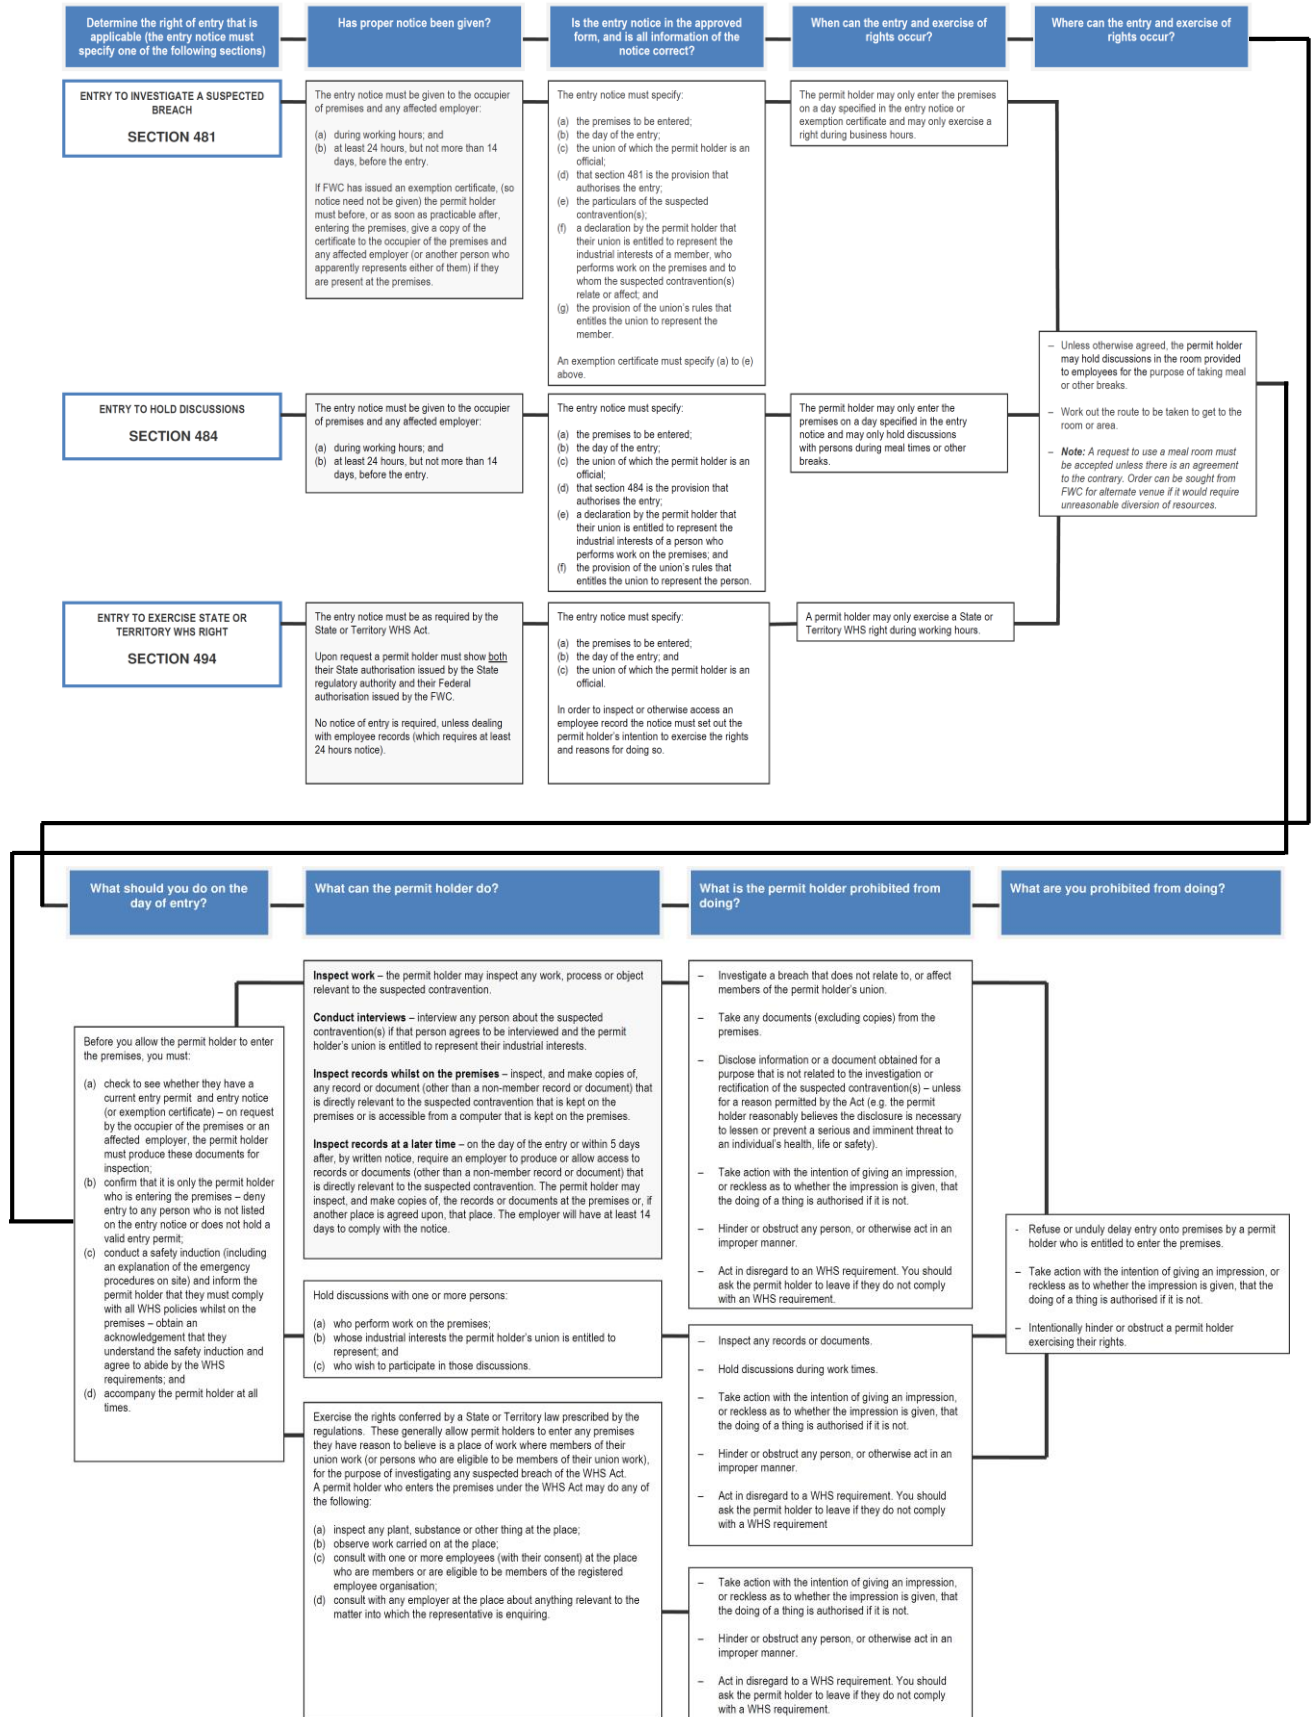 Determine the right of entry that is
applicable (the entry notice must
specify one of the following sections)
Has proper notice been given?
Is the entry notice in the approved
form, and is all information of the
notice correct?
When can the entry and exercise of
rights occur?
Where can the entry and exercise of
rights occur?
ENTRY TO INVESTIGATE A SUSPECTED
BREACH
SECTION 481
The entry notice must be given to the occupier
of premises and any affected employer:
(a) during working hours; and
(b) at least 24 hours, but not more than 14
days, before the entry.
If FWC has issued an exemption certificate, (so
notice need not be given) the permit holder
must before, or as soon as practicable after,
entering the premises, give a copy of the
certificate to the occupier of the premises and
any affected employer (or another person who
apparently represents either of them) if they
are present at the premises.
The entry notice must specify:
(a) the premises to be entered;
(b) the day of the entry;
(c) the union of which the permit holder is an
official;
(d) that section 481 is the provision that
authorises the entry;
(e) the particulars of the suspected
contravention(s);
(f) a declaration by the permit holder that
their union is entitled to represent the
industrial interests of a member, who
performs work on the premises and to
whom the suspected contravention(s)
relate or affect; and
(g) the provision of the union's rules that
entitles the union to represent the
member.
An exemption certificate must specify (a) to (e)
above.
The permit holder may only enter the premises
on a day specified in the entry notice or
exemption certificate and may only exercise a
right during business hours.
– Unless otherwise agreed, the permit holder
may hold discussions in the room provided
to employees for the purpose of taking meal
or other breaks.
– Work out the route to be taken to get to the
room or area.
– Note: A request to use a meal room must
be accepted unless there is an agreement
to the contrary. Order can be sought from
FWC for alternate venue if it would require
unreasonable diversion of resources.
ENTRY TO HOLD DISCUSSIONS
SECTION 484
The entry notice must be given to the occupier
of premises and any affected employer:
(a) during working hours; and
(b) at least 24 hours, but not more than 14
days, before the entry.
The entry notice must specify:
(a) the premises to be entered;
(b) the day of the entry;
(c) the union of which the permit holder is an
official;
(d) that section 484 is the provision that
authorises the entry;
(e) a declaration by the permit holder that
their union is entitled to represent the
industrial interests of a person who
performs work on the premises; and
(f) the provision of the union's rules that
entitles the union to represent the person.
The permit holder may only enter the
premises on a day specified in the entry
notice and may only hold discussions
with persons during meal times or other
breaks.
ENTRY TO EXERCISE STATE OR
TERRITORY WHS RIGHT
SECTION 494
The entry notice must be as required by the
State or Territory WHS Act.
Upon request a permit holder must show both
their State authorisation issued by the State
regulatory authority and their Federal
authorisation issued by the FWC.
No notice of entry is required, unless dealing
with employee records (which requires at least
24 hours notice).
The entry notice must specify:
(a) the premises to be entered;
(b) the day of the entry; and
(c) the union of which the permit holder is an
official.
In order to inspect or otherwise access an
employee record the notice must set out the
permit holder's intention to exercise the rights
and reasons for doing so.
A permit holder may only exercise a State or
Territory WHS right during working hours.
What should you do on the
day of entry?
What can the permit holder do?
What is the permit holder prohibited from
doing?
What are you prohibited from doing?
Before you allow the permit holder to enter
the premises, you must:
(a) check to see whether they have a
current entry permit and entry notice
(or exemption certificate) – on request
by the occupier of the premises or an
affected employer, the permit holder
must produce these documents for
inspection;
(b) confirm that it is only the permit holder
who is entering the premises – deny
entry to any person who is not listed
on the entry notice or does not hold a
valid entry permit;
(c) conduct a safety induction (including
an explanation of the emergency
procedures on site) and inform the
permit holder that they must comply
with all WHS policies whilst on the
premises – obtain an
acknowledgement that they
understand the safety induction and
agree to abide by the WHS
requirements; and
(d) accompany the permit holder at all
times.
Inspect work – the permit holder may inspect any work, process or object
relevant to the suspected contravention.
Conduct interviews – interview any person about the suspected
contravention(s) if that person agrees to be interviewed and the permit
holder's union is entitled to represent their industrial interests.
Inspect records whilst on the premises – inspect, and make copies of,
any record or document (other than a non-member record or document) that
is directly relevant to the suspected contravention that is kept on the
premises or is accessible from a computer that is kept on the premises.
Inspect records at a later time – on the day of the entry or within 5 days
after, by written notice, require an employer to produce or allow access to
records or documents (other than a non-member record or document) that
is directly relevant to the suspected contravention. The permit holder may
inspect, and make copies of, the records or documents at the premises or, if
another place is agreed upon, that place. The employer will have at least 14
days to comply with the notice.
Hold discussions with one or more persons:
(a) who perform work on the premises;
(b) whose industrial interests the permit holder's union is entitled to
represent; and
(c) who wish to participate in those discussions.
Exercise the rights conferred by a State or Territory law prescribed by the
regulations. These generally allow permit holders to enter any premises
they have reason to believe is a place of work where members of their
union work (or persons who are eligible to be members of their union work),
for the purpose of investigating any suspected breach of the WHS Act.
A permit holder who enters the premises under the WHS Act may do any of
the following:
(a) inspect any plant, substance or other thing at the place;
(b) observe work carried on at the place;
(c) consult with one or more employees (with their consent) at the place
who are members or are eligible to be members of the registered
employee organisation;
(d) consult with any employer at the place about anything relevant to the
matter into which the representative is enquiring.
– Investigate a breach that does not relate to, or affect
members of the permit holder's union.
– Take any documents (excluding copies) from the
premises.
– Disclose information or a document obtained for a
purpose that is not related to the investigation or
rectification of the suspected contravention(s) – unless
for a reason permitted by the Act (e.g. the permit
holder reasonably believes the disclosure is necessary
to lessen or prevent a serious and imminent threat to
an individual's health, life or safety).
– Take action with the intention of giving an impression,
or reckless as to whether the impression is given, that
the doing of a thing is authorised if it is not.
– Hinder or obstruct any person, or otherwise act in an
improper manner.
– Act in disregard to an WHS requirement. You should
ask the permit holder to leave if they do not comply
with an WHS requirement.
– Inspect any records or documents.
– Hold discussions during work times.
– Take action with the intention of giving an impression,
or reckless as to whether the impression is given, that
the doing of a thing is authorised if it is not.
– Hinder or obstruct any person, or otherwise act in an
improper manner.
– Act in disregard to a WHS requirement. You should
ask the permit holder to leave if they do not comply
with a WHS requirement
– Take action with the intention of giving an impression,
or reckless as to whether the impression is given, that
the doing of a thing is authorised if it is not.
– Hinder or obstruct any person, or otherwise act in an
improper manner.
– Act in disregard to a WHS requirement. You should
ask the permit holder to leave if they do not comply
with a WHS requirement.
- Refuse or unduly delay entry onto premises by a permit
holder who is entitled to enter the premises.
– Take action with the intention of giving an impression, or
reckless as to whether the impression is given, that the
doing of a thing is authorised if it is not.
– Intentionally hinder or obstruct a permit holder
exercising their rights.